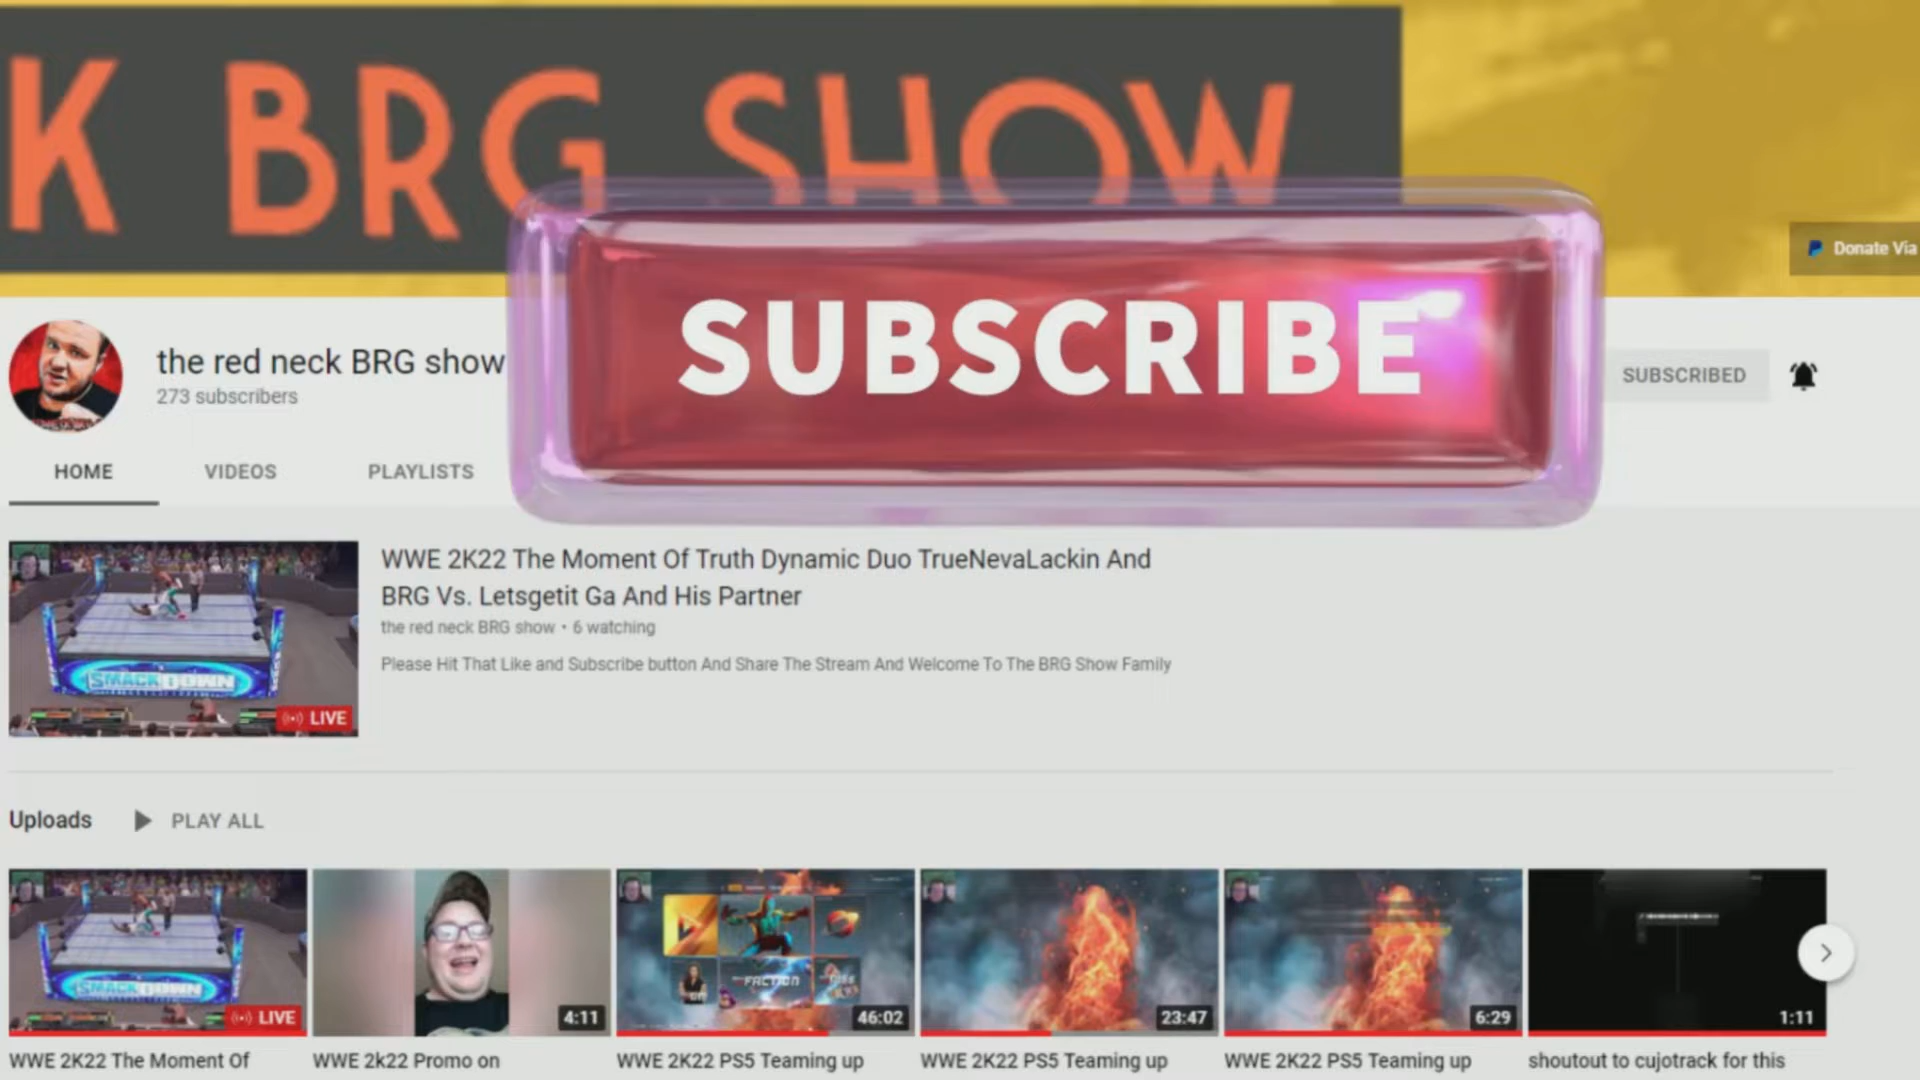 K BRG SHOW
Donate Via
SUBSCRIBE
the red neck BRG show
273 subscribers
SUBSCRIBED
HOME
VIDEOS
PLAYLISTS
WWE 2K22 The Moment Of Truth Dynamic Duo TrueNevaLackin And
BRG Vs. Letsgetit Ga And His Partner
the red neck BRG show • 6 watching
Please Hit That Like and Subscribe button And Share The Stream And Welcome To The BRG Show Family
SMACKDOWN
LIVE
Uploads
PLAY ALL
SMACKDOWN
LIVE
4:11
FACTION
46:02
23:47
6:29
1:11
WWE 2K22 The Moment Of
WWE 2k22 Promo on
WWE 2K22 PS5 Teaming up
WWE 2K22 PS5 Teaming up
WWE 2K22 PS5 Teaming up
shoutout to cujotrack for this